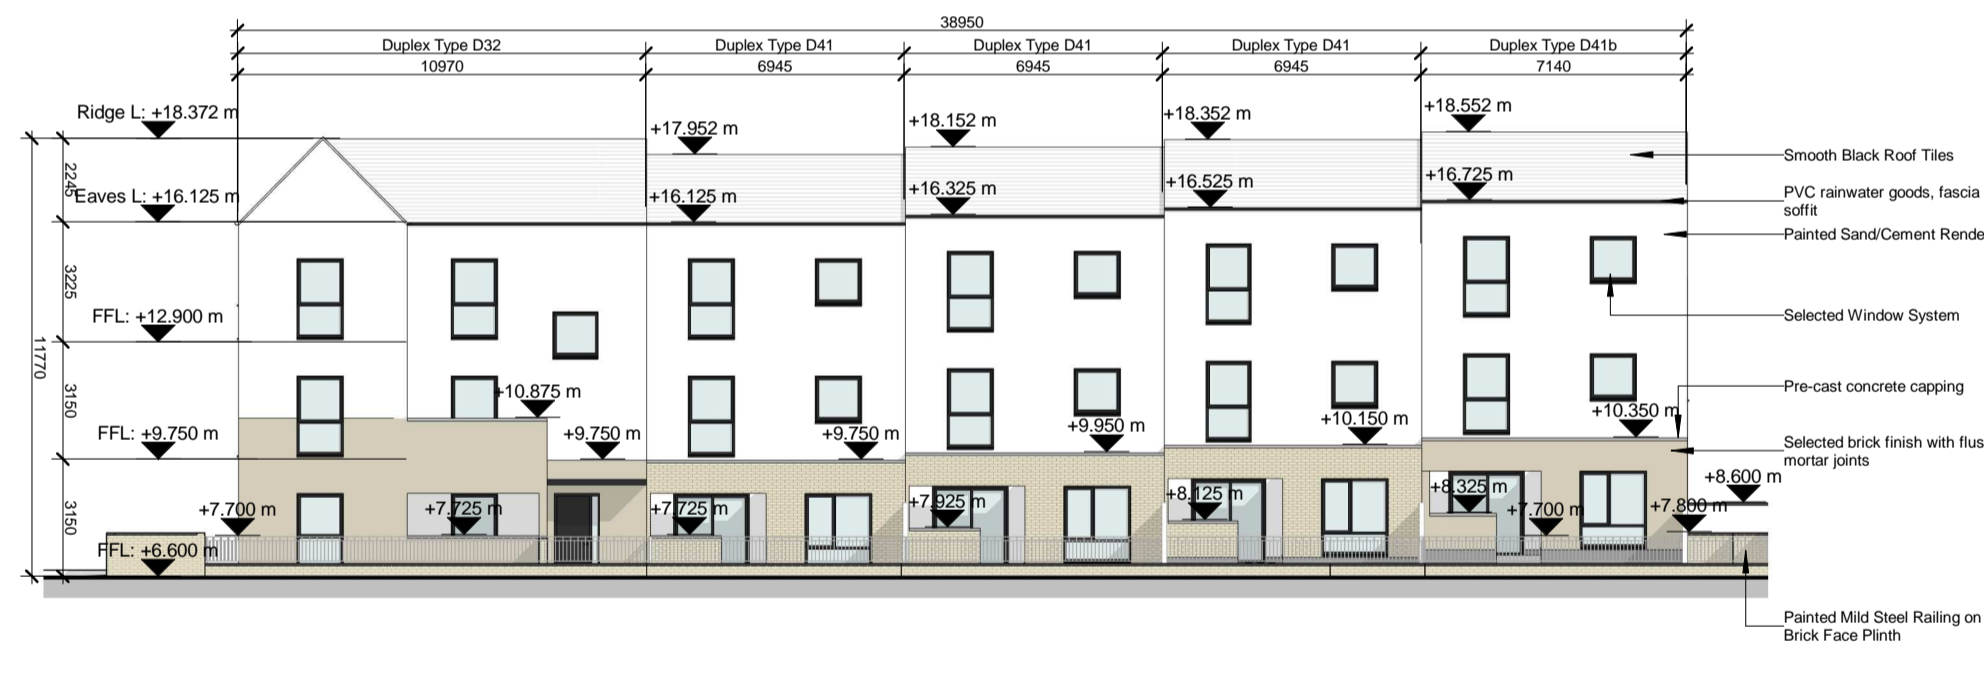 38950
Duplex Type D32
Duplex Type D41
Duplex Type D41
Duplex Type D41
Duplex Type D41b
10970
6945
6945
6945
7140
Ridge L: +18.372 m
+17.952 m
+18.152 m
+18.352 m
+18.552 m
Smooth Black Roof Tiles
2245
Eaves L: +16.125 m
+16.125 m
+16.325 m
+16.525 m
+16.725 m
PVC rainwater goods, fascia
soffit
Painted Sand/Cement Rende
3225
FFL: +12.900 m
Selected Window System
11770
3150
+10.875 m
Pre-cast concrete capping
FFL: +9.750 m
+9.750 m
+9.750 m
+9.950 m
+10.150 m
+10.350 m
Selected brick finish with flus
mortar joints
+8.600 m
3150
+7.700 m
+7.725 m
+7.725 m
+7.925 m
+8.125 m
+8.325 m
+7.700 m
+7.800 m
FFL: +6.600 m
Painted Mild Steel Railing on
Brick Face Plinth